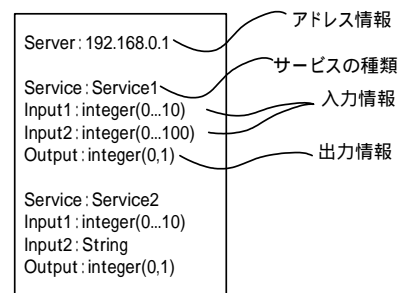 アドレス情報
Server：192.168.0.1
サービスの種類
Service：Service1
Input1：integer(0...10)
入力情報
Input2：integer(0...100)
Output：integer(0,1)
出力情報
Service：Service2
Input1：integer(0...10)
Input2：String
Output：integer(0,1)